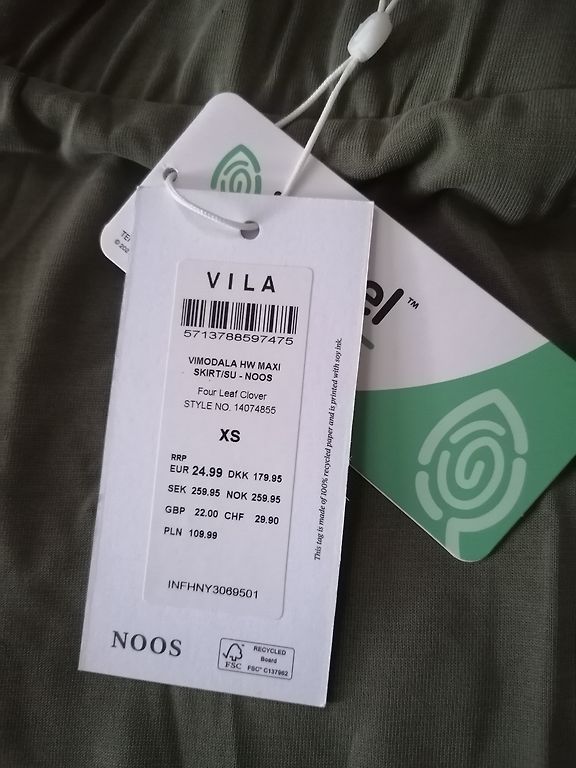 VILA
5713788597475
VIMODALA HW MAXI
SKIRT/SU - NOOS
Four Leaf Clover
STYLE NO. 14074855
XS
RRP
EUR 24.99 DKK 179.95
SEK 259.95 NOK 259.95
GBP 22.00 CHF 29.90
PLN 109.99
INFHNY3069501
NOOS
FSC
RECYCLED
Board
FSC® C137962
This tag is made of 100% recycled paper and is printed with soy ink.
el™